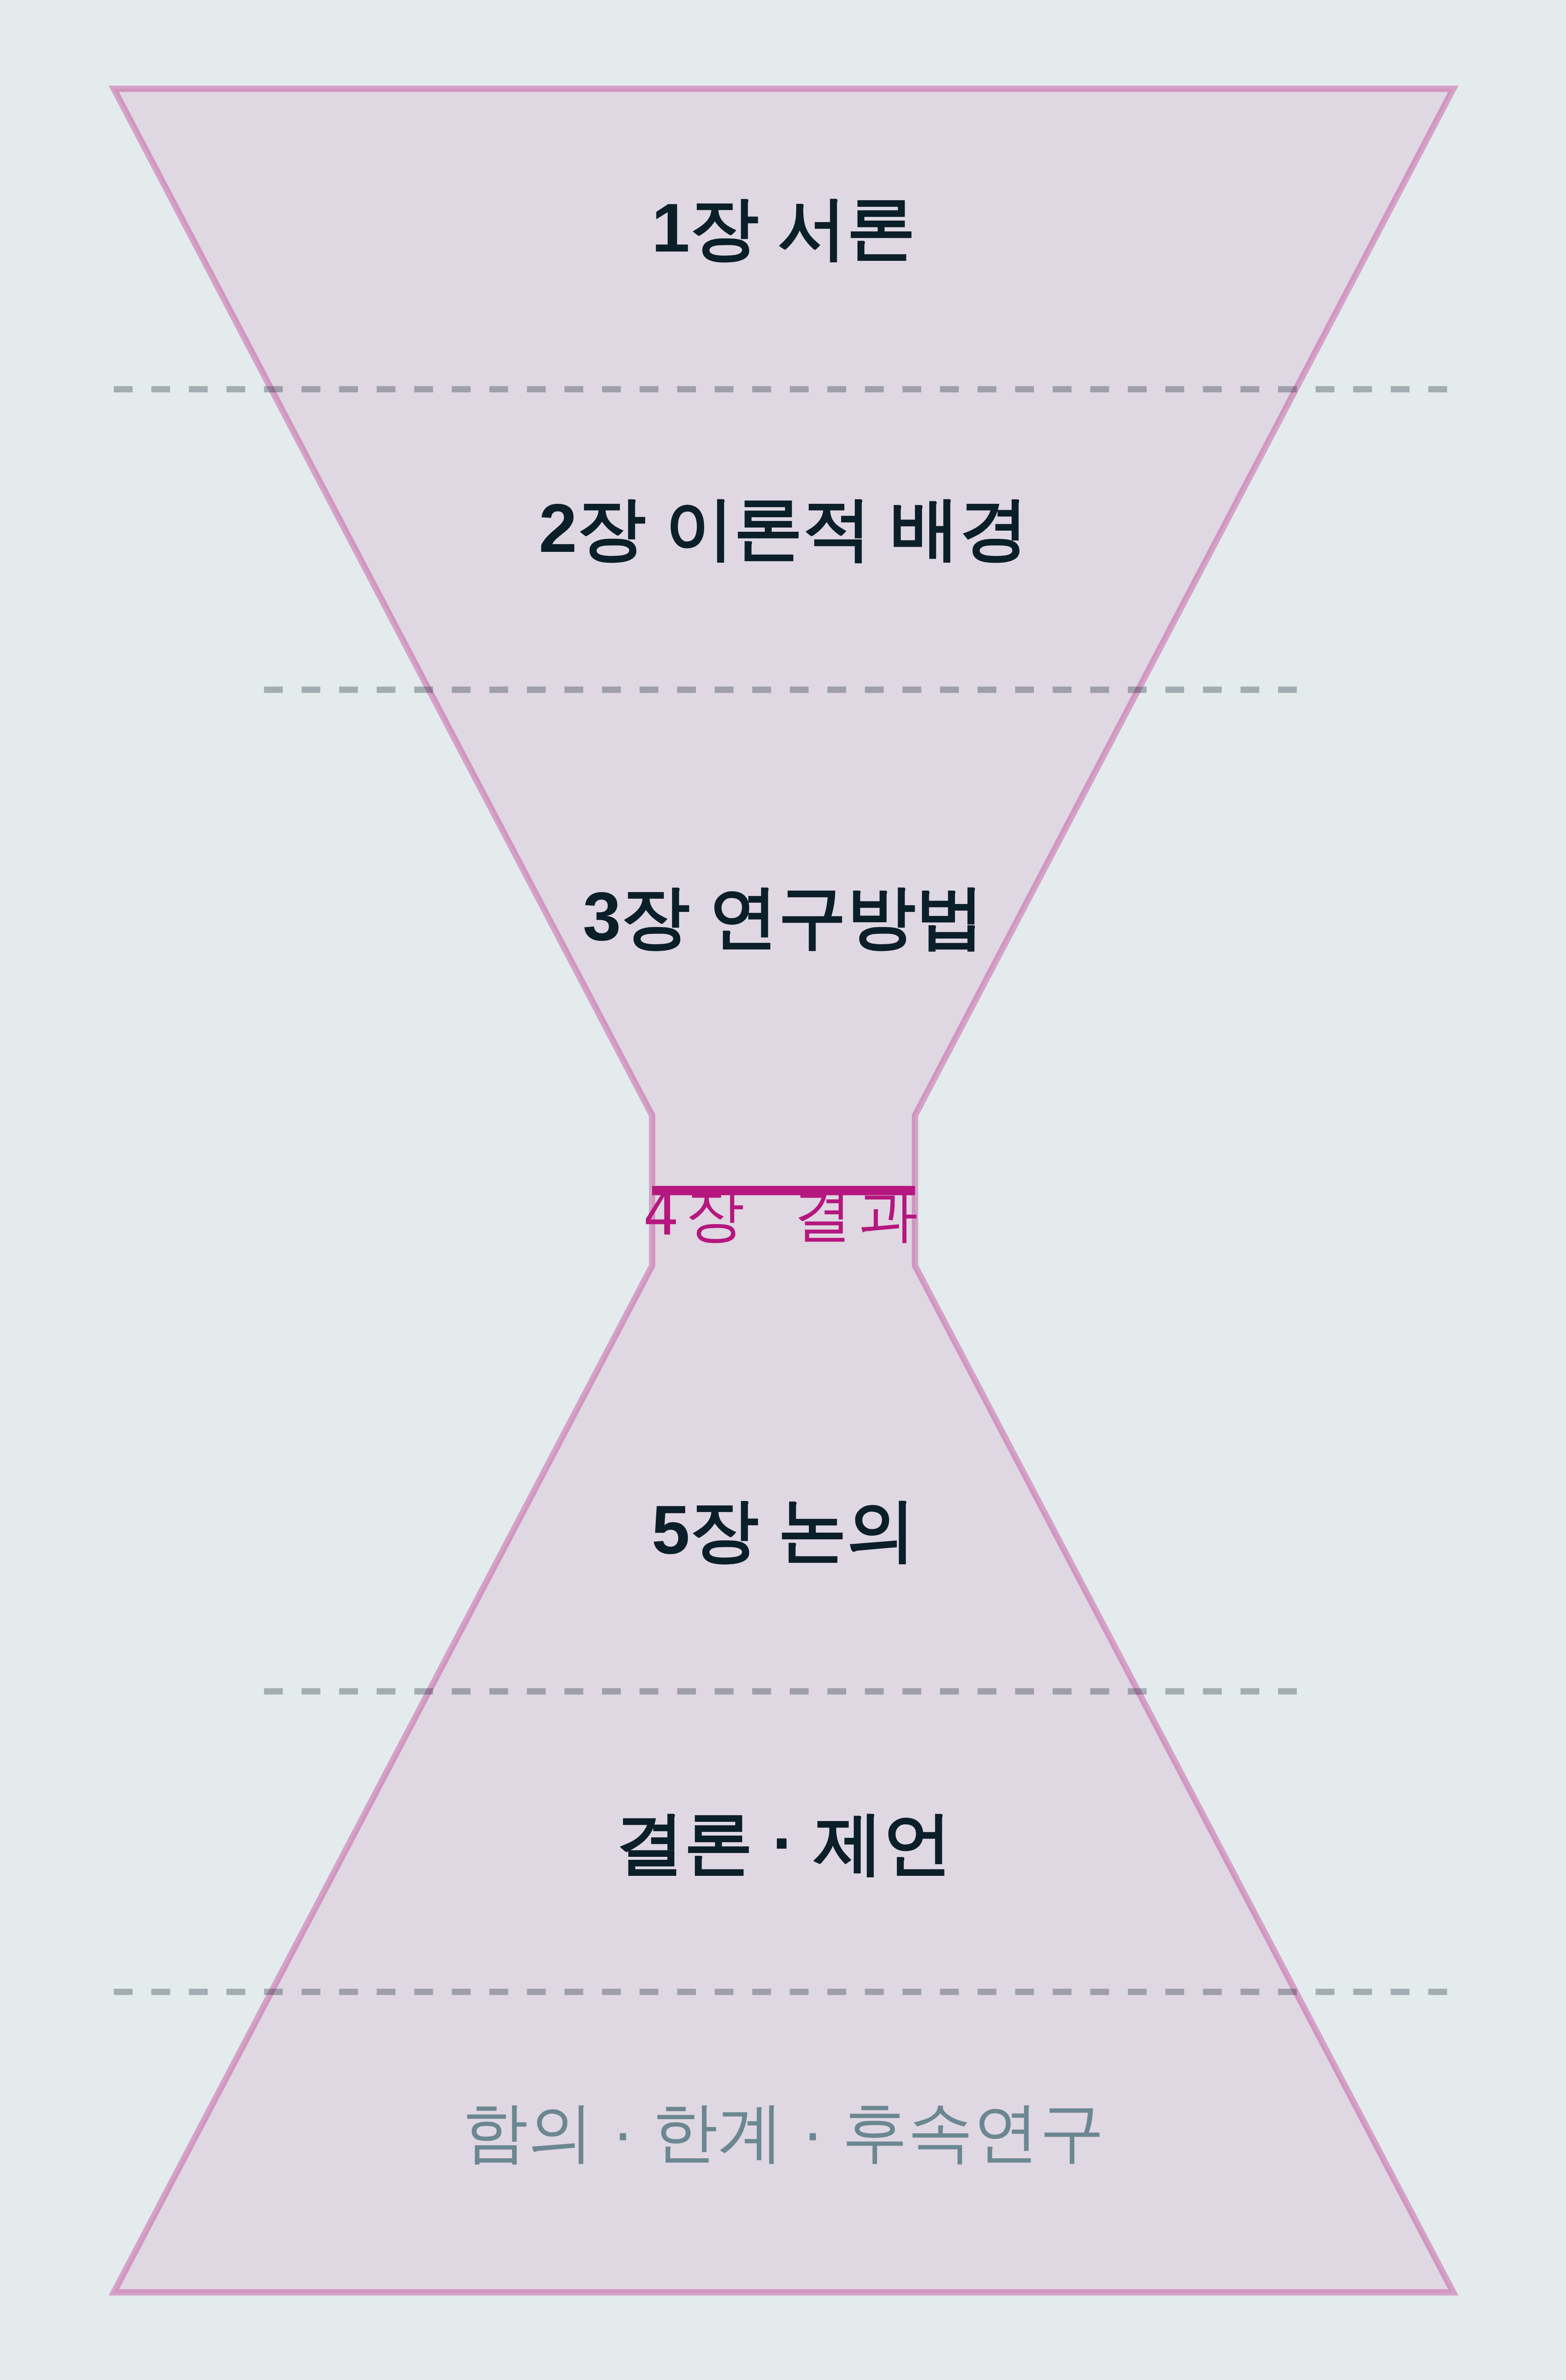 1장 서론
2장 이론적 배경
3장 연구방법
4장 결과
5장 논의
결론 · 제언
함의 · 한계 · 후속연구